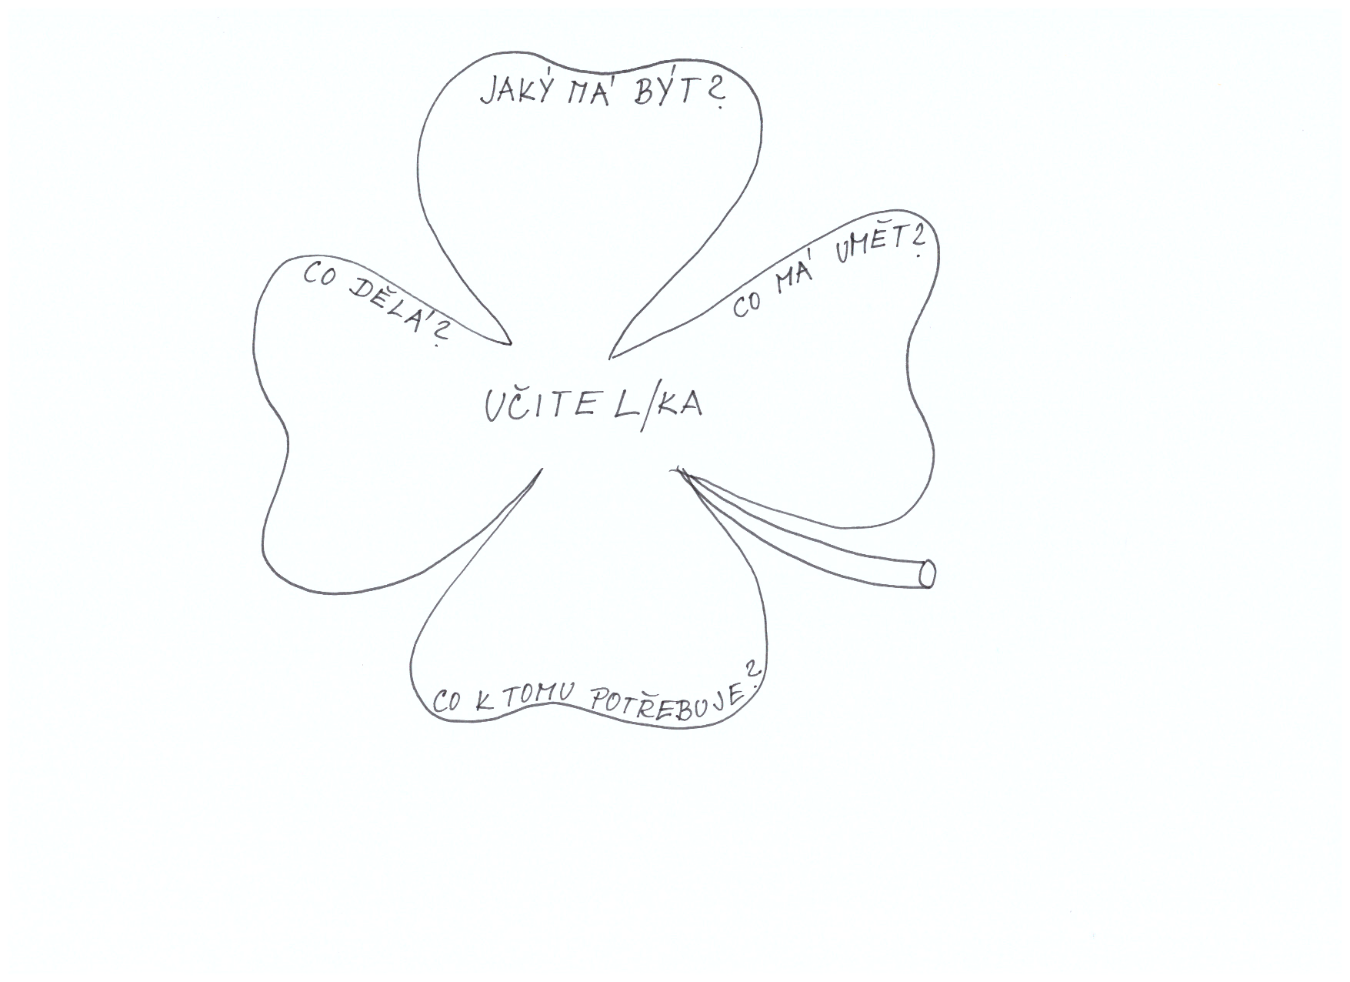 JAKÝ MÁ BÝT?
CO MÁ UMĚT?
CO DĚLÁ?
UČITEL/KA
CO K TOMU POTŘEBUJE?